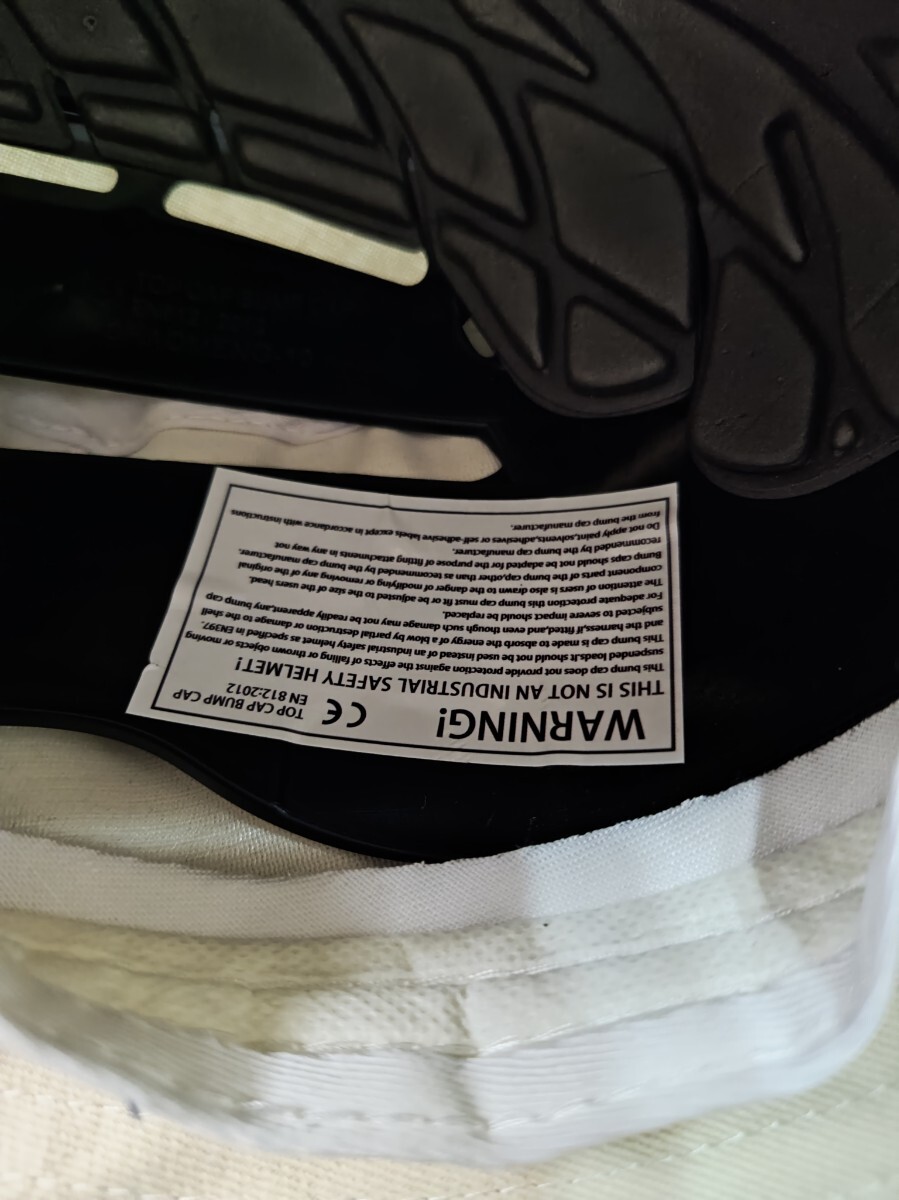 WARNING!
CE
TOP CAP BUMP CAP
EN 812:2012
THIS IS NOT AN INDUSTRIAL SAFETY HELMET!
This bump cap does not provide protection against the effects of falling or thrown objects or moving or
suspended loads.It should not be used instead of an industrial safety helmet as specified in EN397.
This bump cap is made to absorb the energy of a blow by partial destruction or damage to the shell
and the harness,if fitted,and even though such damage may not be readily apparent,any bump cap
subjected to severe impact should be replaced.
For adequate protection this bump cap must fit or be adjusted to the size of the users head.
The attention of users is also drawn to the danger of modifying or removing any of the original
component parts of the bump cap,other than as recommended by the bump cap manufacturer.
Bump caps should not be adapted for the purpose of fitting attachments in any way not
recommended by the bump cap manufacturer.
Do not apply paint,solvents,adhesives or self-adhesive labels except in accordance with instructions
from the bump cap manufacturer.